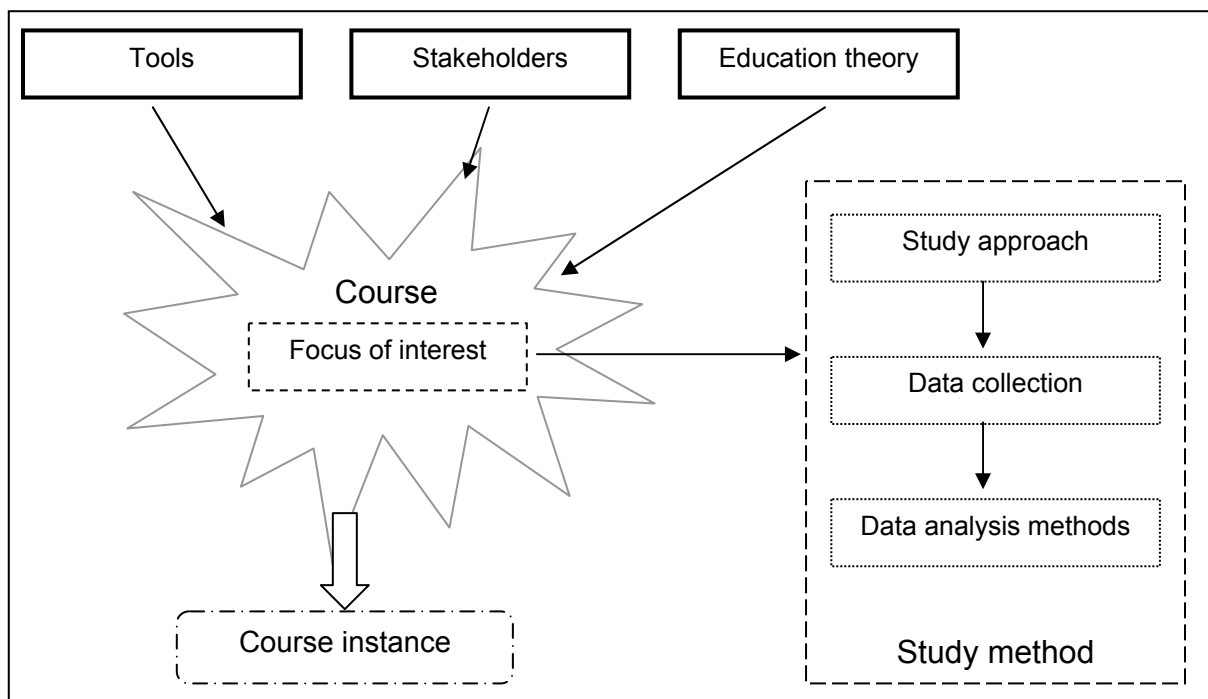 Tools
Stakeholders
Education theory
Study approach
Course
Focus of interest
Data collection
Data analysis methods
Course instance
Study method